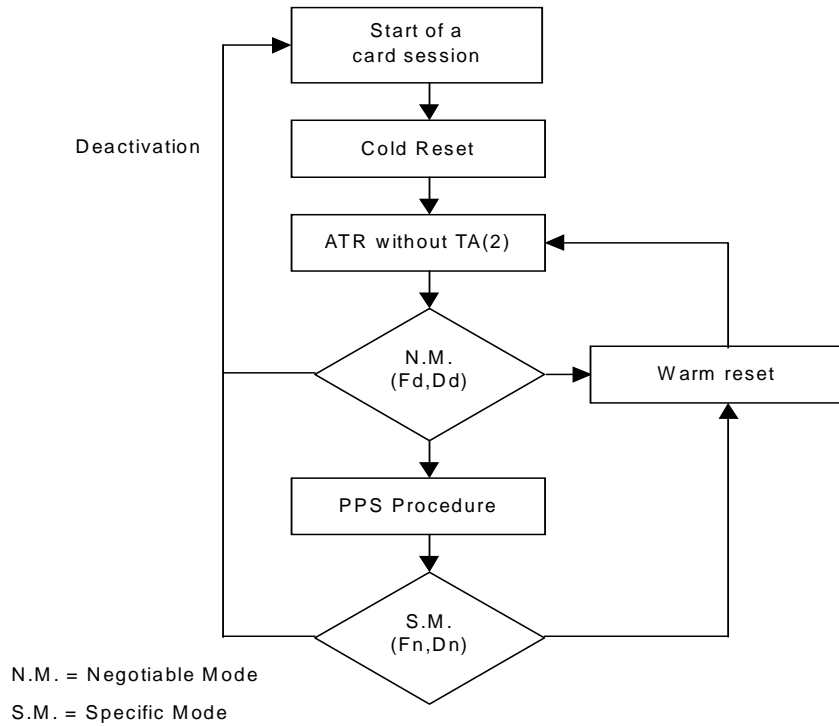 Start of a
card session
Deactivation
Cold Reset
ATR without TA(2)
N.M.
(Fd,Dd)
Warm reset
PPS Procedure
S.M.
(Fn,Dn)
N.M. = Negotiable Mode
S.M. = Specific Mode